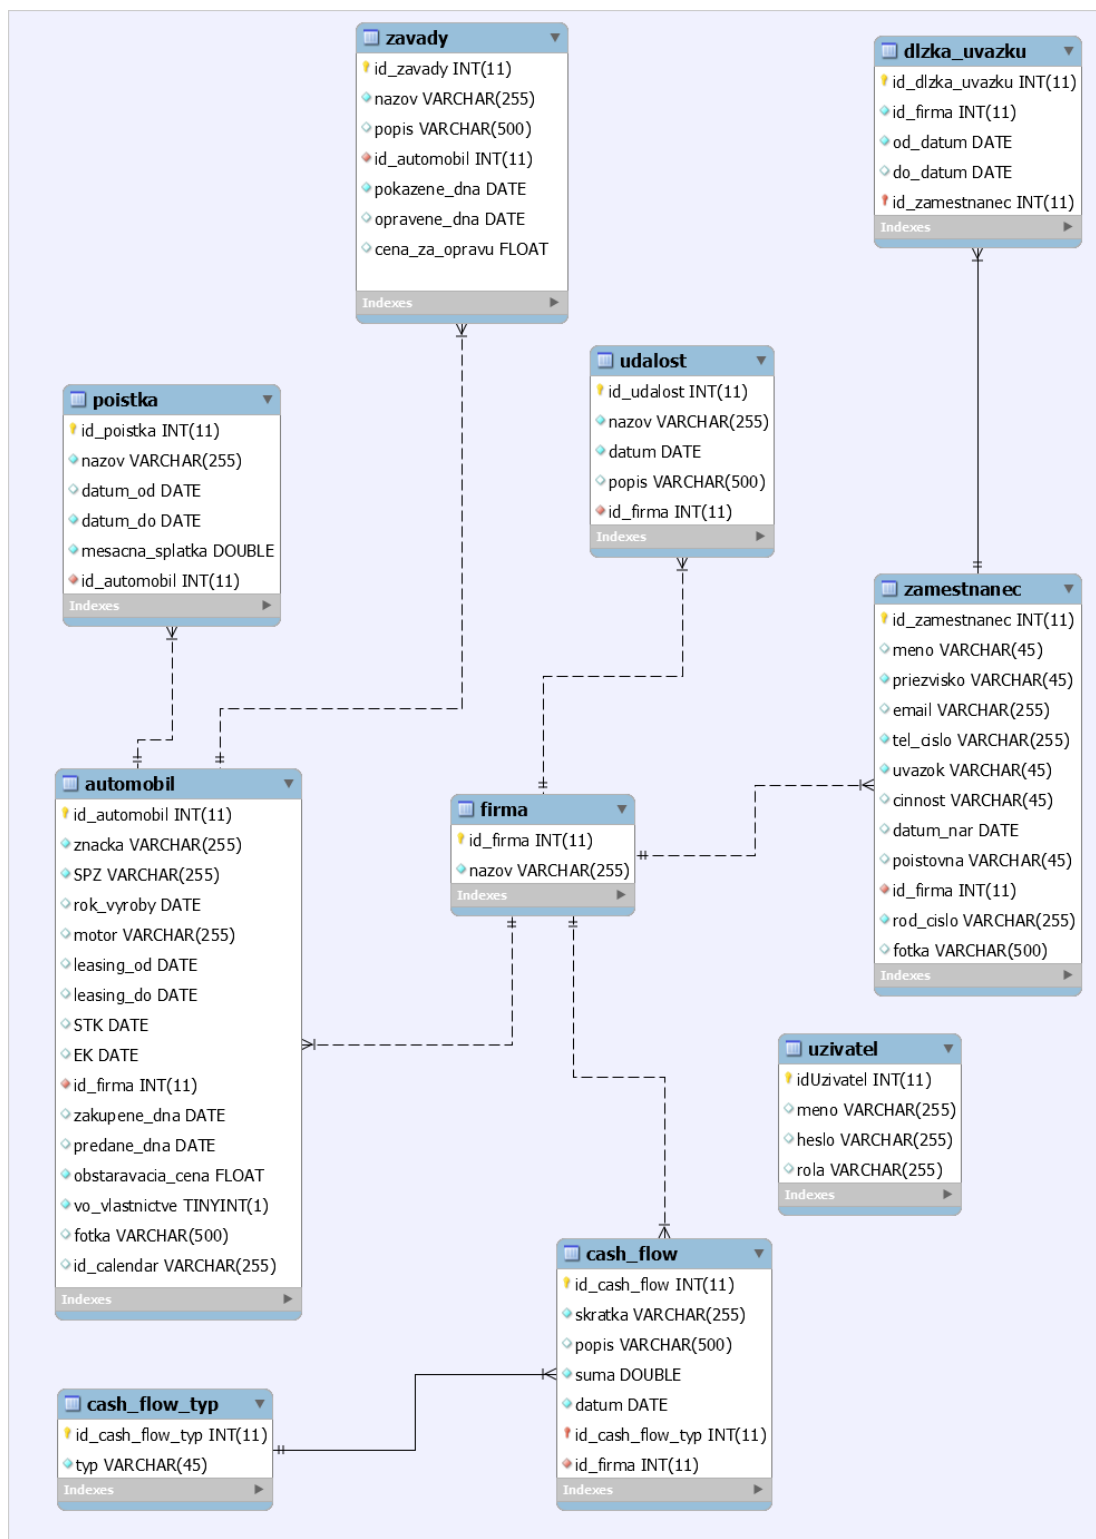 zavady
id_zavady INT(11)
nazov VARCHAR(255)
popis VARCHAR(500)
id_automobil INT(11)
pokazene_dna DATE
opravene_dna DATE
cena_za_opravu FLOAT
Indexes
dlzka_uvazku
id_dlzka_uvazku INT(11)
id_firma INT(11)
od_datum DATE
do_datum DATE
id_zamestnanec INT(11)
Indexes
udalost
id_udalost INT(11)
nazov VARCHAR(255)
datum DATE
popis VARCHAR(500)
id_firma INT(11)
Indexes
poistka
id_poistka INT(11)
nazov VARCHAR(255)
datum_od DATE
datum_do DATE
mesacna_splatka DOUBLE
id_automobil INT(11)
Indexes
zamestnanec
id_zamestnanec INT(11)
meno VARCHAR(45)
priezvisko VARCHAR(45)
email VARCHAR(255)
tel_cislo VARCHAR(255)
uvazok VARCHAR(45)
cinnost VARCHAR(45)
datum_nar DATE
poistovna VARCHAR(45)
id_firma INT(11)
rod_cislo VARCHAR(255)
fotka VARCHAR(500)
Indexes
automobil
id_automobil INT(11)
znacka VARCHAR(255)
SPZ VARCHAR(255)
rok_vyroby DATE
motor VARCHAR(255)
leasing_od DATE
leasing_do DATE
STK DATE
EK DATE
id_firma INT(11)
zakupene_dna DATE
predane_dna DATE
obstaravacia_cena FLOAT
vo_vlastnictve TINYINT(1)
fotka VARCHAR(500)
id_calendar VARCHAR(255)
Indexes
firma
id_firma INT(11)
nazov VARCHAR(255)
Indexes
uzivatel
idUzivatel INT(11)
meno VARCHAR(255)
heslo VARCHAR(255)
rola VARCHAR(255)
Indexes
cash_flow
id_cash_flow INT(11)
skratka VARCHAR(255)
popis VARCHAR(500)
suma DOUBLE
datum DATE
id_cash_flow_typ INT(11)
id_firma INT(11)
Indexes
cash_flow_typ
id_cash_flow_typ INT(11)
typ VARCHAR(45)
Indexes